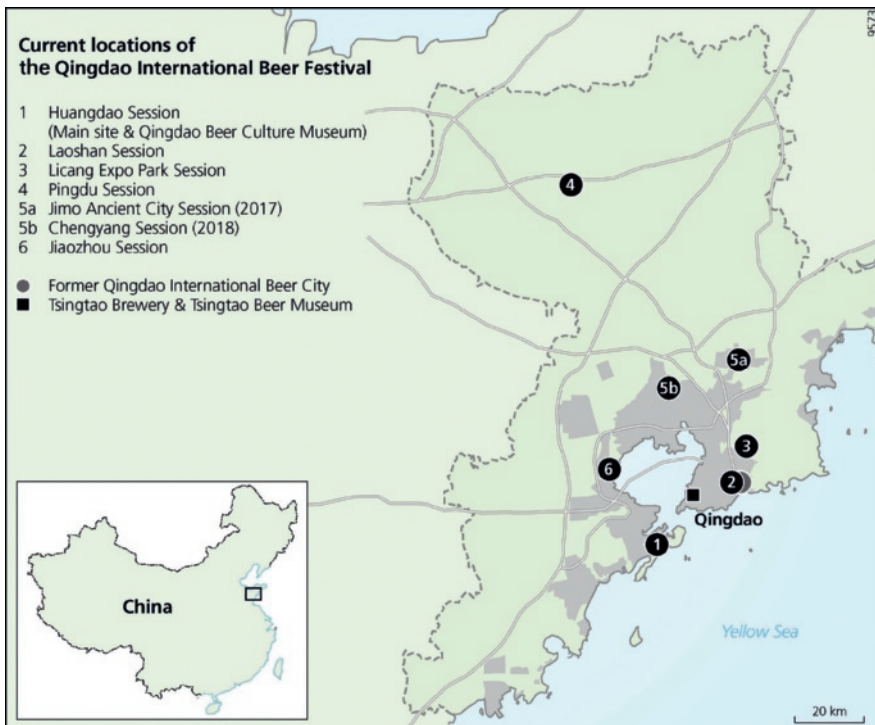 Current locations of
the Qingdao International Beer Festival
1 Huangdao Session
(Main site & Qingdao Beer Culture Museum)
2 Laoshan Session
3 Licang Expo Park Session
4 Pingdu Session
5a Jimo Ancient City Session (2017)
5b Chengyang Session (2018)
6 Jiaozhou Session
Former Qingdao International Beer City
Tsingtao Brewery & Tsingtao Beer Museum
9573
4
5a
5b
3
6
2
Qingdao
1
China
Yellow Sea
20 km